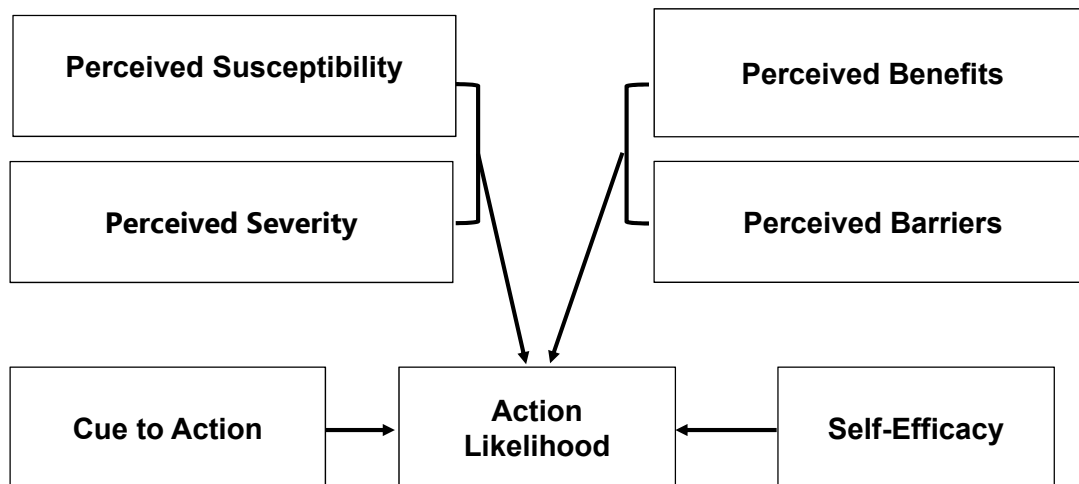 Perceived Susceptibility
Perceived Benefits
Perceived Severity
Perceived Barriers
Cue to Action
Action
Likelihood
Self-Efficacy